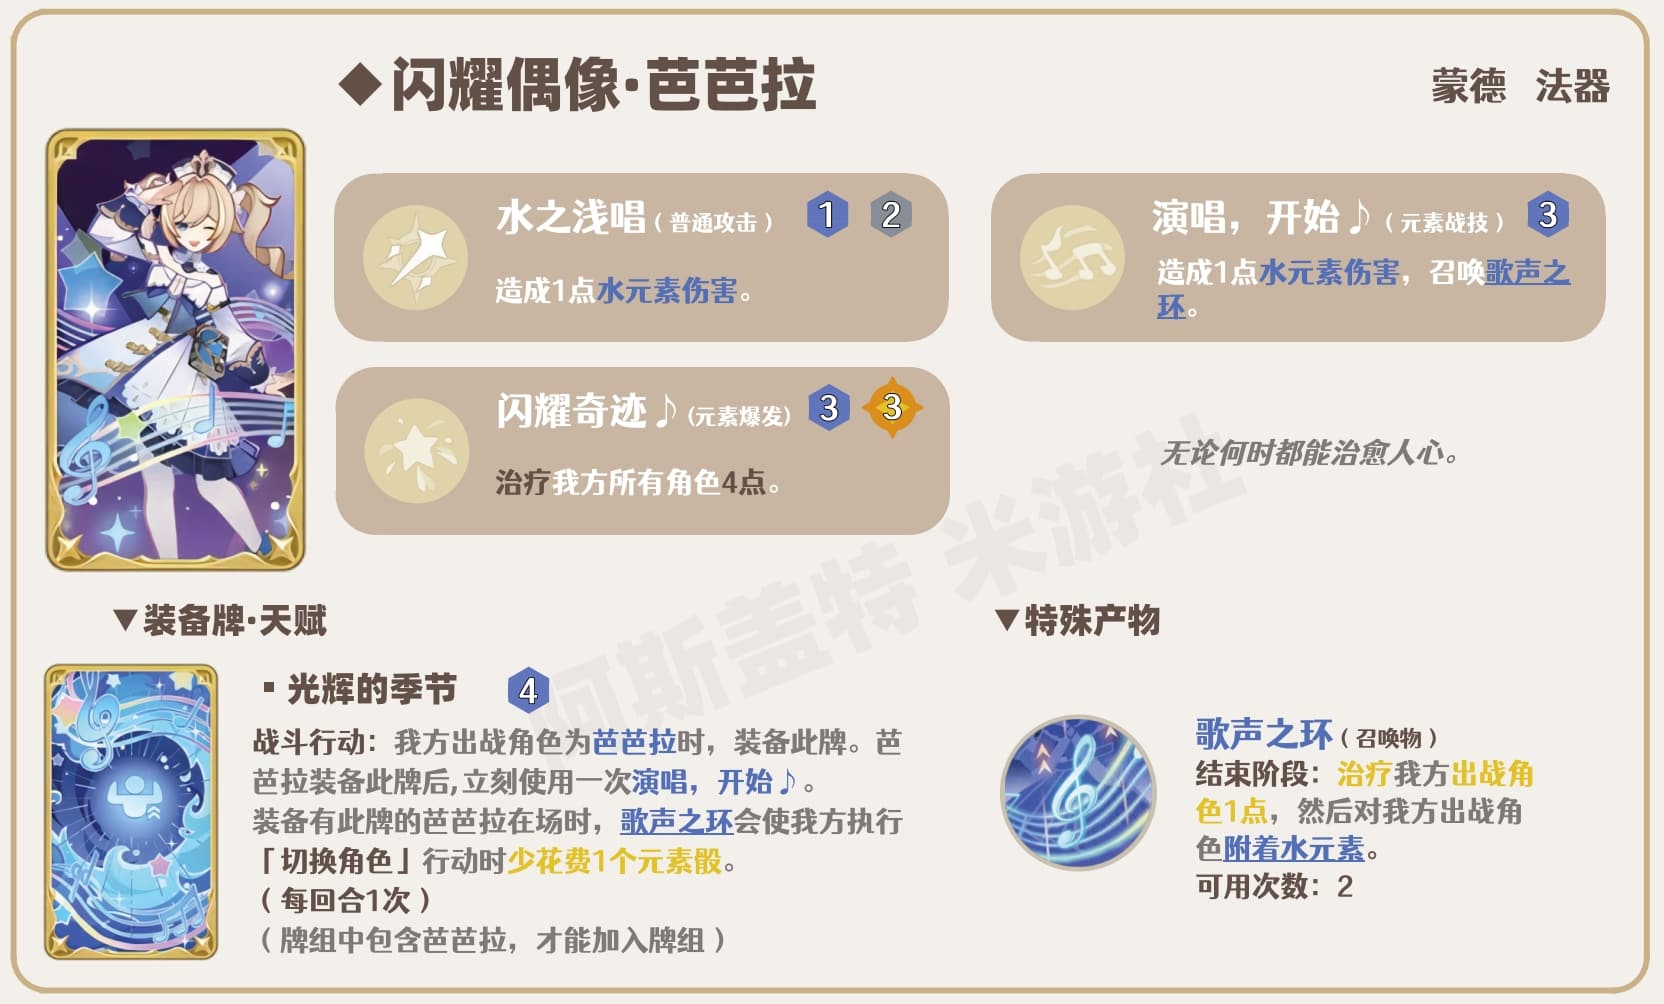 ◆闪耀偶像·芭芭拉
蒙德 法器
水之浅唱（普通攻击） 1 2
造成1点水元素伤害。
演唱，开始♪（元素战技） 3
造成1点水元素伤害，召唤歌声之
环。
闪耀奇迹♪(元素爆发) 3 3
治疗我方所有角色4点。
无论何时都能治愈人心。
▼装备牌·天赋
▪光辉的季节 4
战斗行动：我方出战角色为芭芭拉时，装备此牌。芭
芭拉装备此牌后,立刻使用一次演唱，开始♪。
装备有此牌的芭芭拉在场时，歌声之环会使我方执行
「切换角色」行动时少花费1个元素骰。
（每回合1次）
（牌组中包含芭芭拉，才能加入牌组）
▼特殊产物
歌声之环（召唤物）
结束阶段：治疗我方出战角
色1点，然后对我方出战角
色附着水元素。
可用次数：2
阿斯盖特 米游社